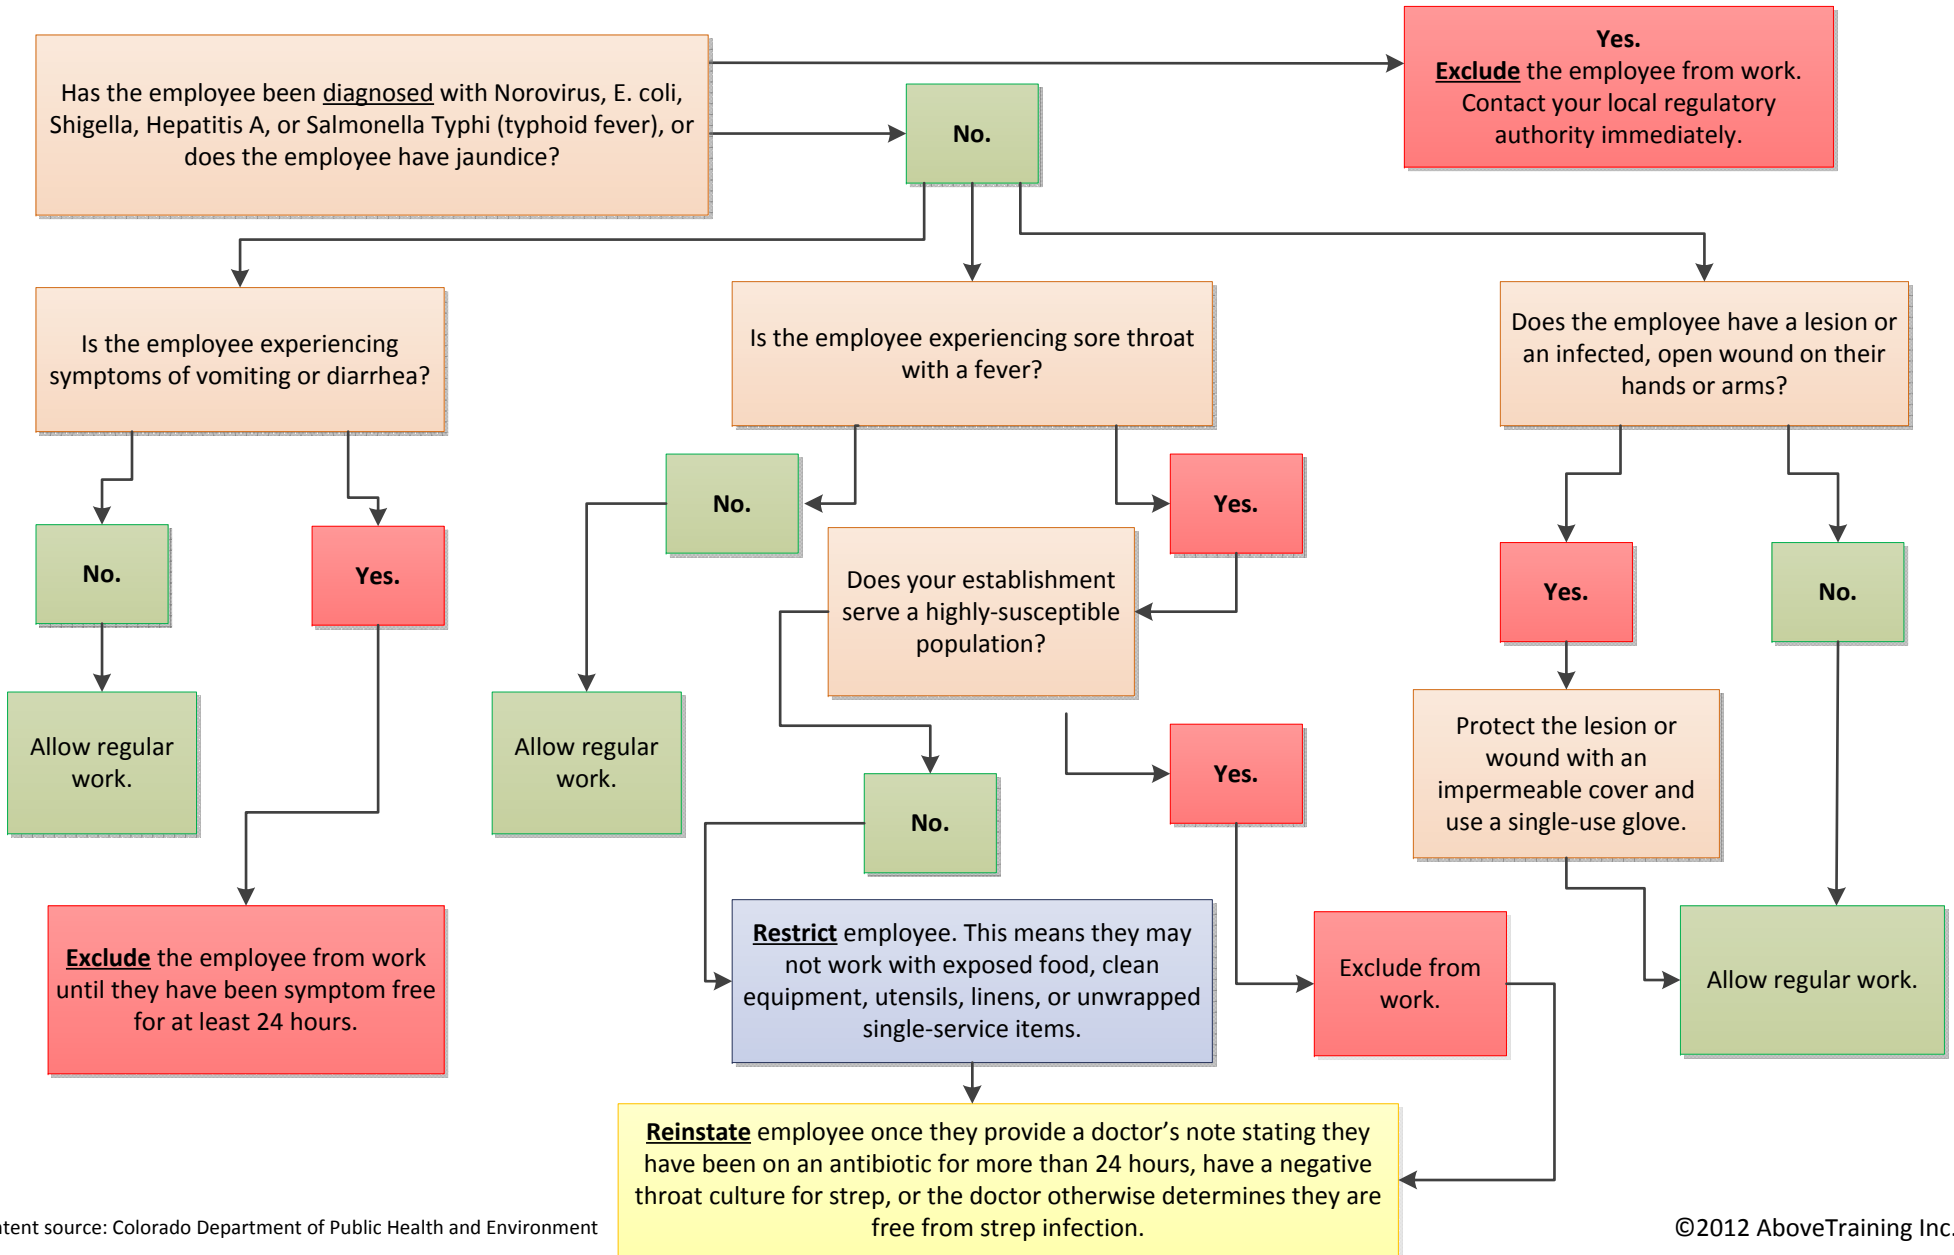 Has the employee been diagnosed with Norovirus, E. coli,
Shigella, Hepatitis A, or Salmonella Typhi (typhoid fever), or
does the employee have jaundice?
No.
Yes.
Exclude the employee from work.
Contact your local regulatory
authority immediately.
Is the employee experiencing
symptoms of vomiting or diarrhea?
Is the employee experiencing sore throat
with a fever?
Does the employee have a lesion or
an infected, open wound on their
hands or arms?
No.
Yes.
No.
Yes.
Yes.
No.
Does your establishment
serve a highly-susceptible
population?
Allow regular
work.
Allow regular
work.
No.
Yes.
Protect the lesion or
wound with an
impermeable cover and
use a single-use glove.
Exclude the employee from work
until they have been symptom free
for at least 24 hours.
Restrict employee. This means they may
not work with exposed food, clean
equipment, utensils, linens, or unwrapped
single-service items.
Exclude from
work.
Allow regular work.
Reinstate employee once they provide a doctor’s note stating they
have been on an antibiotic for more than 24 hours, have a negative
throat culture for strep, or the doctor otherwise determines they are
free from strep infection.
ntent source: Colorado Department of Public Health and Environment
©2012 AboveTraining Inc.